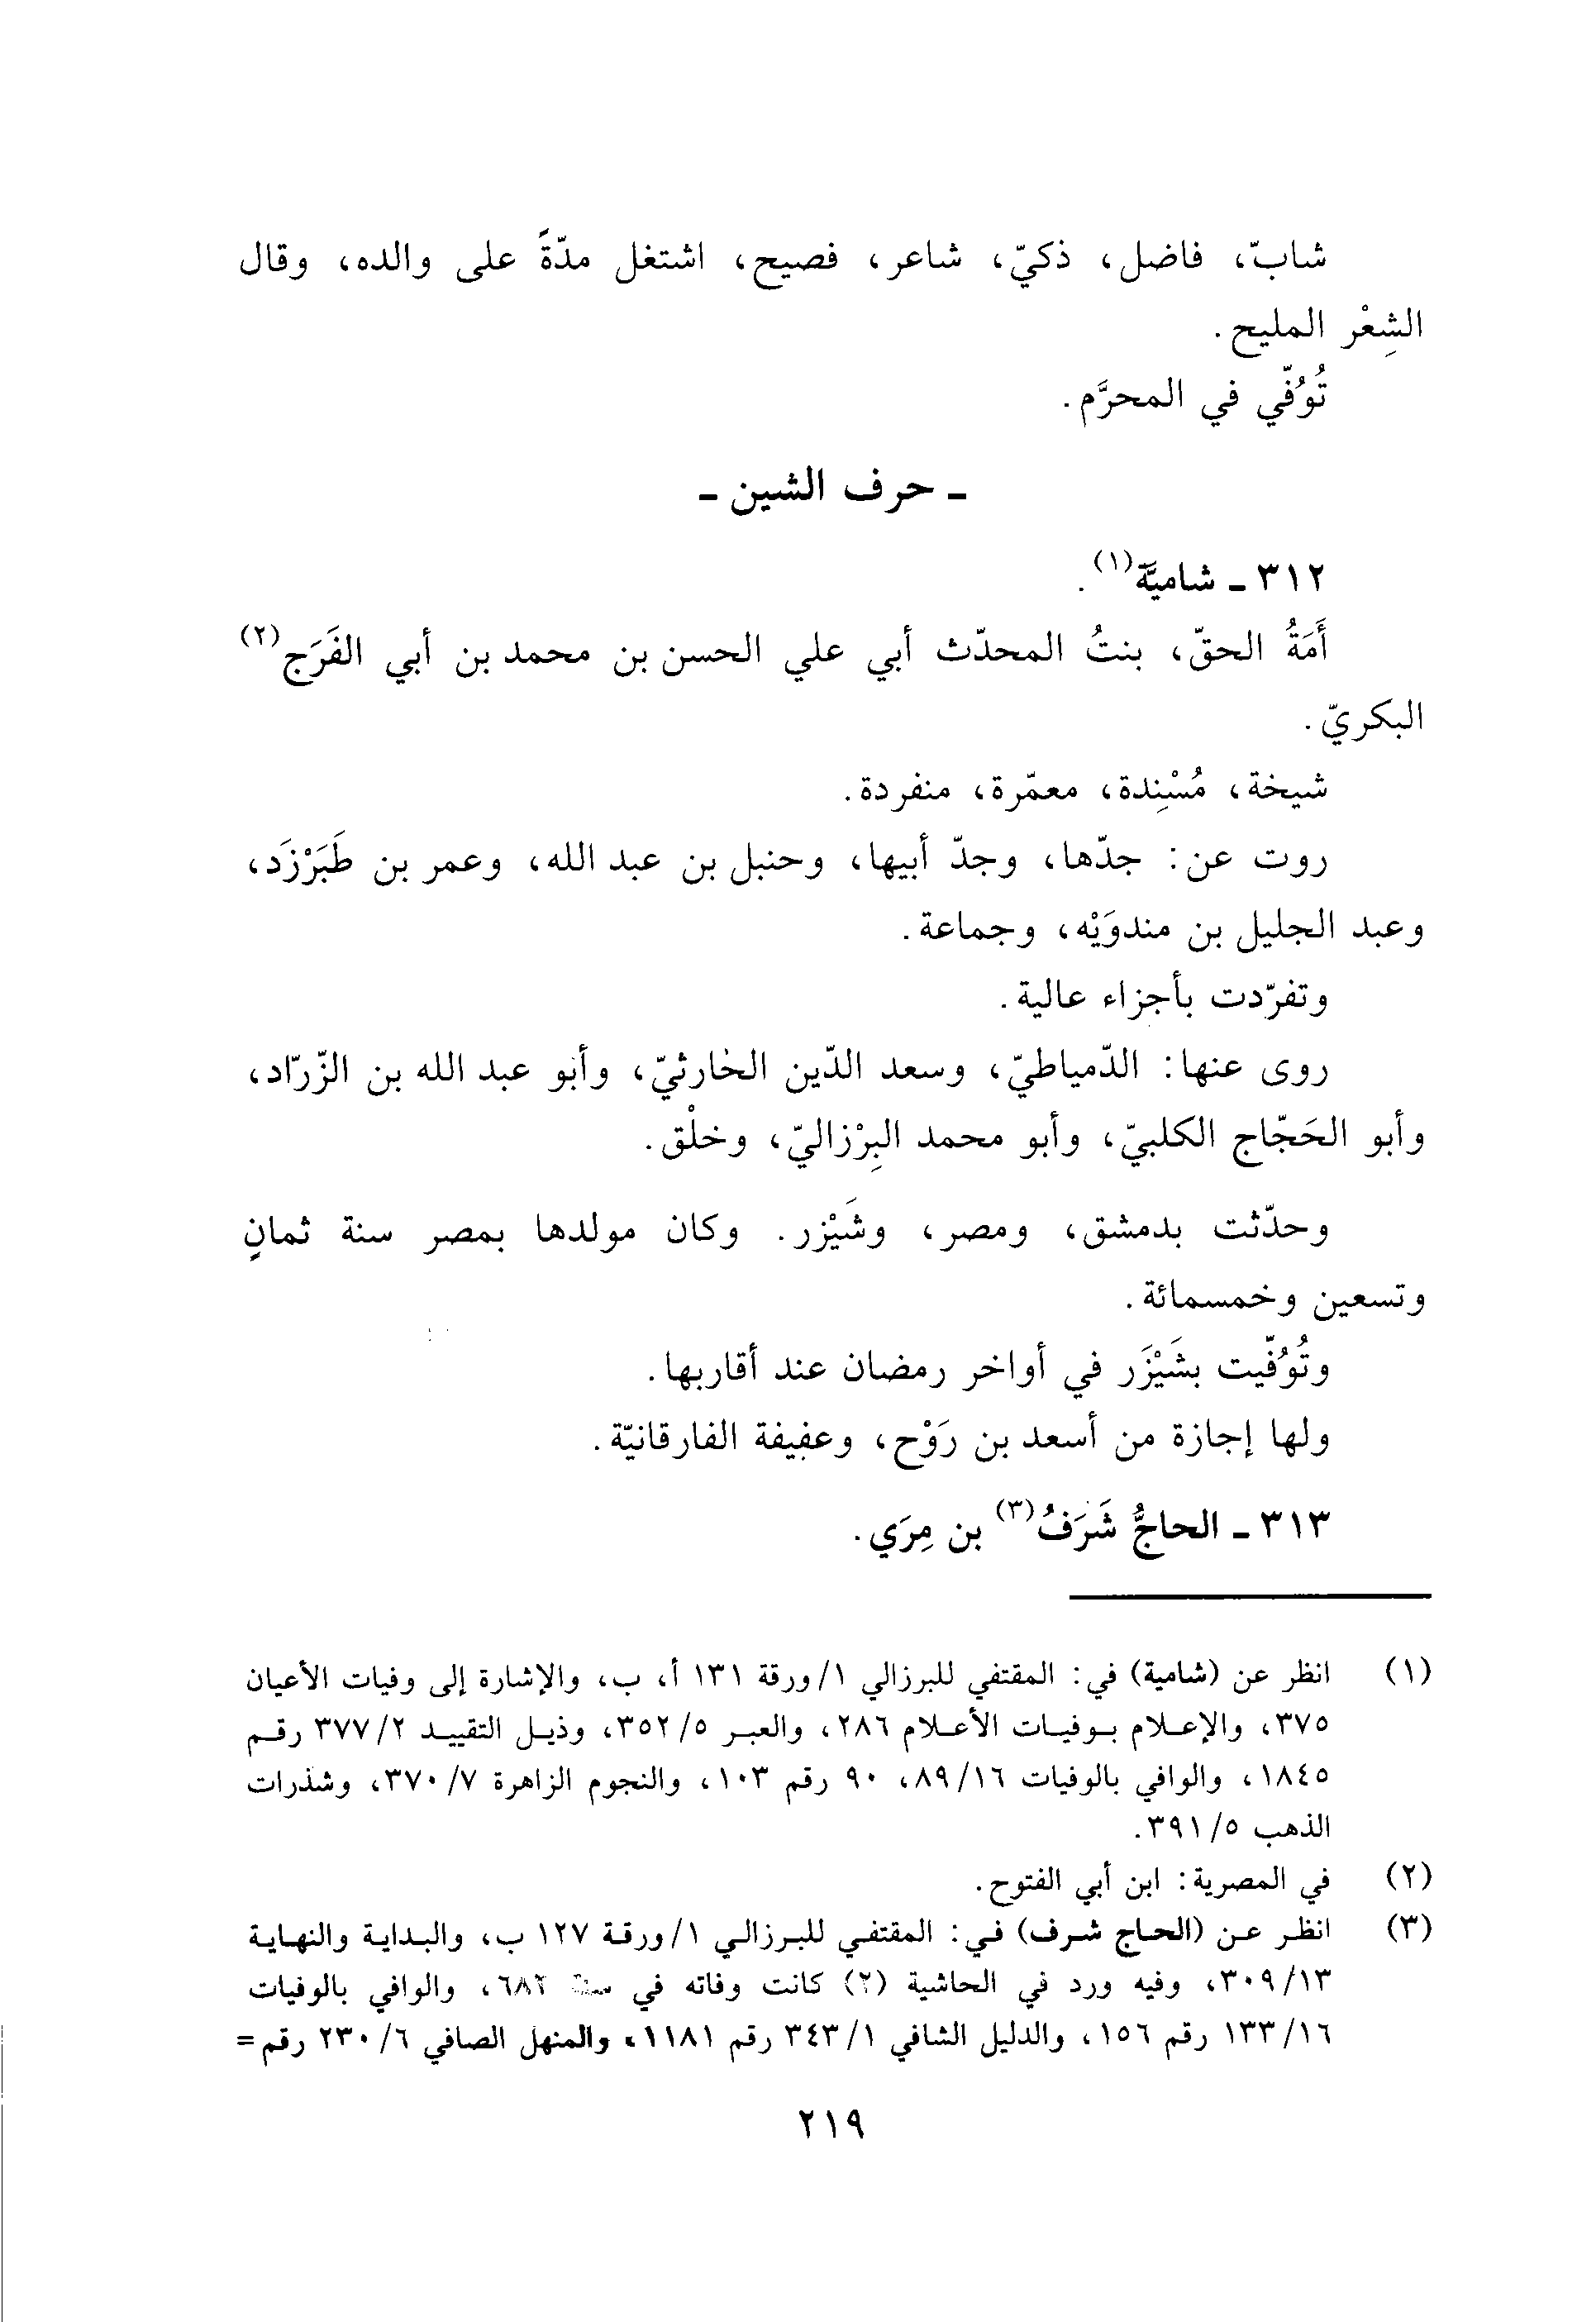 شابّ، فاضل، ذكيّ، شاعر، فصيح، اشتغل مدّةً على والده، وقال
الشِعْر المليح.
تُوُفّي في المحرَّم.
ـ حرف الشين ـ
٣١٢ ـ شاميَّة(١).
أَمَةُ الحقّ، بنتُ المحدّث أبي علي الحسن بن محمد بن أبي الفَرَج(٢)
البكريّ.
شيخة، مُسْنِدة، معمّرة، منفردة.
روت عن: جدّها، وجدّ أبيها، وحنبل بن عبد الله، وعمر بن طَبَرْزَد،
وعبد الجليل بن مندوَيْه، وجماعة.
وتفرّدت بأجزاء عالية.
روى عنها: الدّمياطيّ، وسعد الدّين الخارثيّ، وأبو عبد الله بن الزّرّاد،
وأبو الحَجّاج الكلبيّ، وأبو محمد البِرْزاليّ، وخلْق.
وحدّثت بدمشق، ومصر، وشَيْزر. وكان مولدها بمصر سنة ثمانٍ
وتسعين وخمسمائة.
وتُوُفّيت بشَيْزَر في أواخر رمضان عند أقاربها.
ولها إجازة من أسعد بن رَوْح، وعفيفة الفارقانيّة.
٣١٣ ـ الحاجُّ شَرَفُ(٣) بن مِرَي.
(١) انظر عن (شامية) في: المقتفي للبرزالي ١/ ورقة ١٣١ أ، ب، والإشارة إلى وفيات الأعيان
٣٧٥، والإعلام بوفيات الأعلام ٢٨٦، والعبر ٥/ ٣٥٢، وذيل التقييد ٢/ ٣٧٧ رقم
١٨٤٥، والوافي بالوفيات ١٦/ ٨٩، ٩٠ رقم ١٠٣، والنجوم الزاهرة ٧/ ٣٧٠، وشذرات
الذهب ٥/ ٣٩١.
(٢) في المصرية: ابن أبي الفتوح.
(٣) انظر عن (الحاج شرف) في: المقتفي للبرزالي ١/ ورقة ١٢٧ ب، والبداية والنهاية
١٣/ ٣٠٩، وفيه ورد في الحاشية (٢) كانت وفاته في سنة ٦٨٢، والوافي بالوفيات
١٦/ ١٣٣ رقم ١٥٦، والدليل الشافي ١/ ٣٤٣ رقم ١١٨١، والمنهل الصافي ٦/ ٢٣٠ رقم =
٢١٩